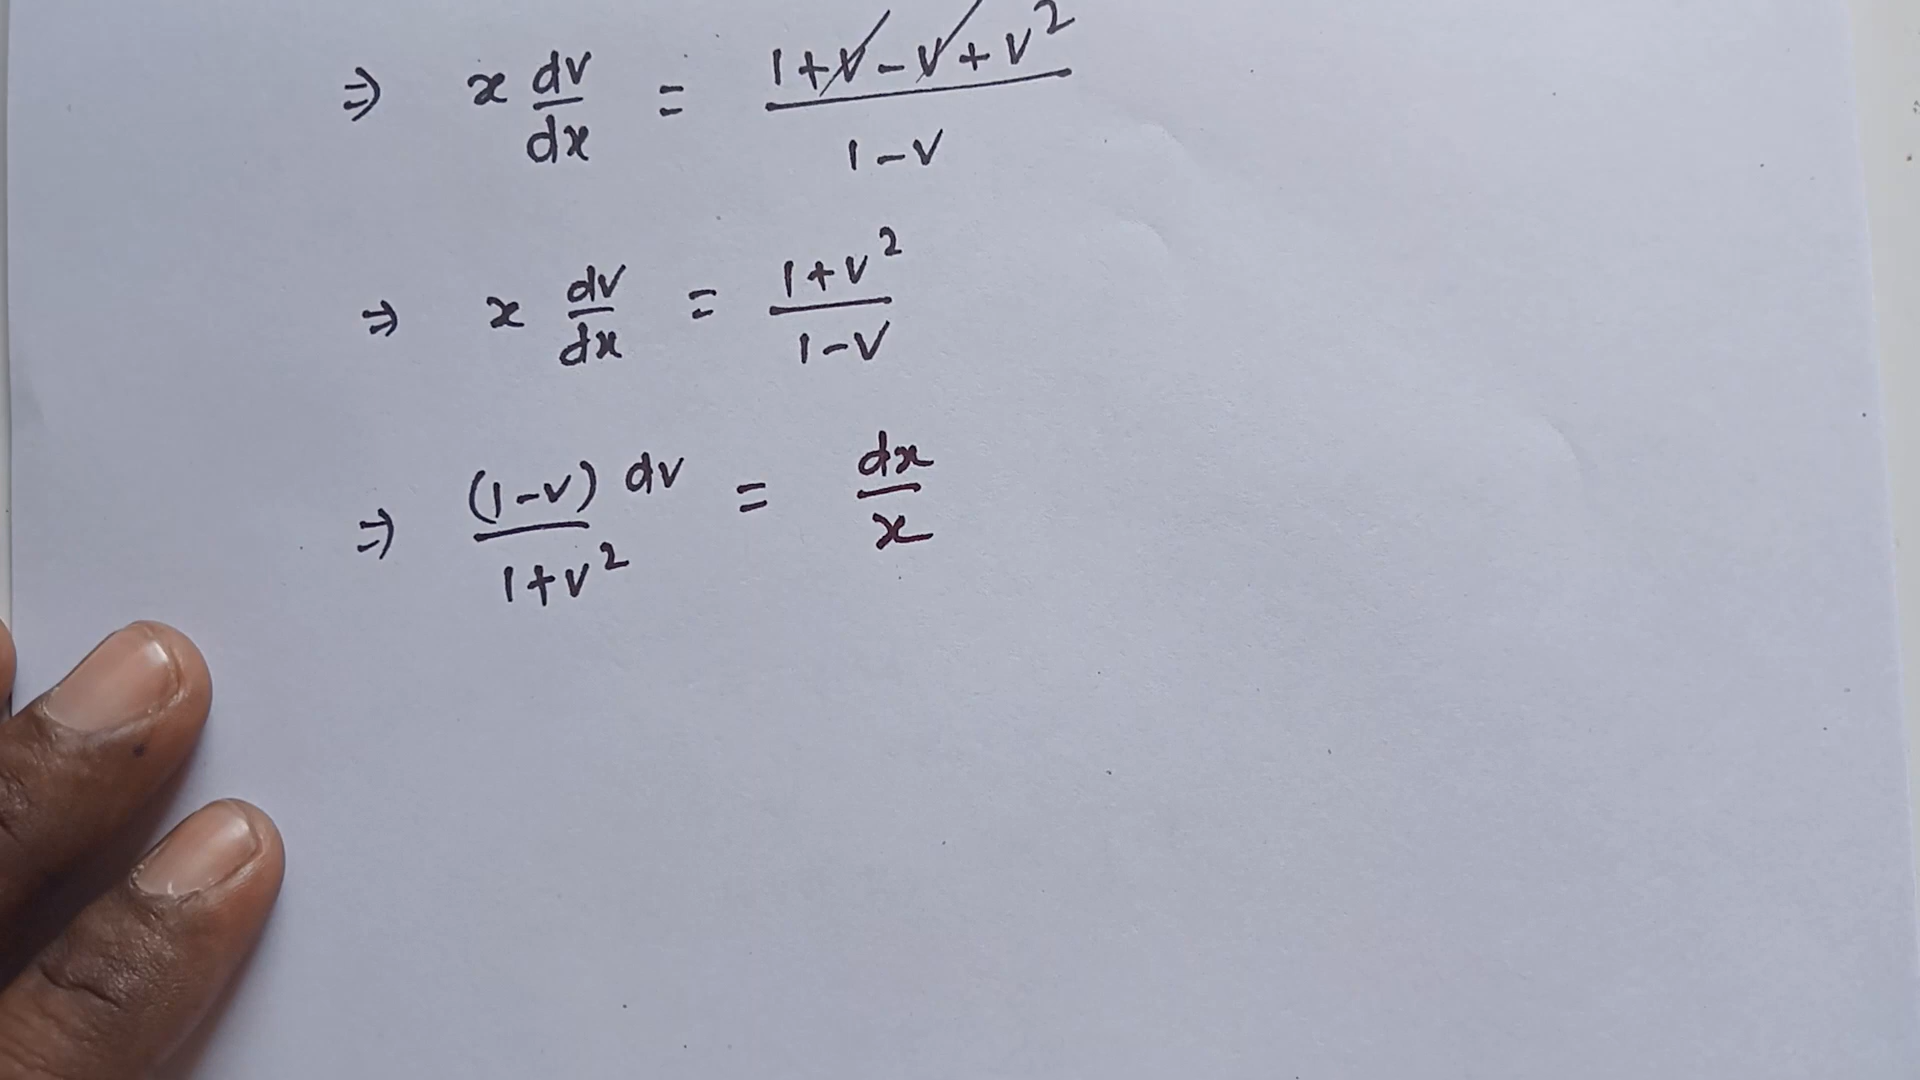 ⇒ x dv/dx = (1+v-v+v²)/(1-v)
⇒ x dv/dx = (1+v²)/(1-v)
⇒ (1-v)/(1+v²) dv = dx/x